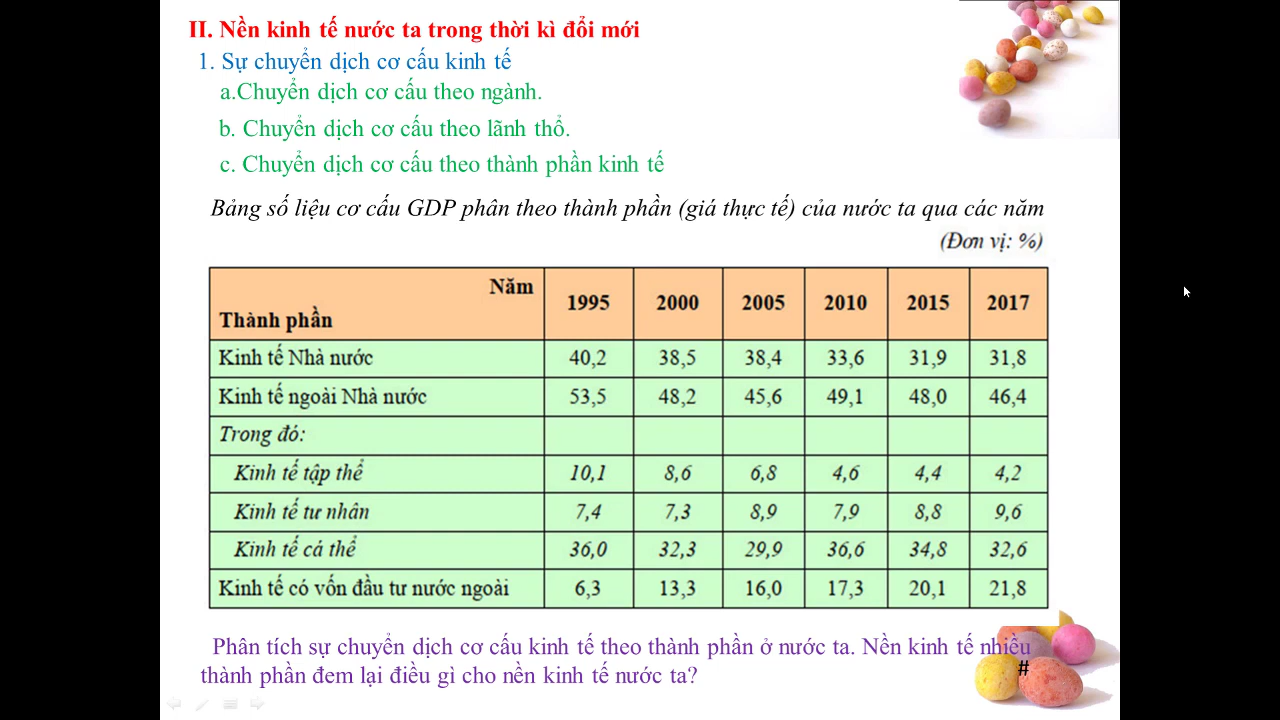 II. Nền kinh tế nước ta trong thời kì đổi mới
1. Sự chuyển dịch cơ cấu kinh tế
a.Chuyển dịch cơ cấu theo ngành.
b. Chuyển dịch cơ cấu theo lãnh thổ.
c. Chuyển dịch cơ cấu theo thành phần kinh tế
Bảng số liệu cơ cấu GDP phân theo thành phần (giá thực tế) của nước ta qua các năm
(Đơn vị: %)
Năm
Thành phần 1995 2000 2005 2010 2015 2017
Kinh tế Nhà nước 40,2 38,5 38,4 33,6 31,9 31,8
Kinh tế ngoài Nhà nước 53,5 48,2 45,6 49,1 48,0 46,4
Trong đó:
Kinh tế tập thể 10,1 8,6 6,8 4,6 4,4 4,2
Kinh tế tư nhân 7,4 7,3 8,9 7,9 8,8 9,6
Kinh tế cá thể 36,0 32,3 29,9 36,6 34,8 32,6
Kinh tế có vốn đầu tư nước ngoài 6,3 13,3 16,0 17,3 20,1 21,8
Phân tích sự chuyển dịch cơ cấu kinh tế theo thành phần ở nước ta. Nền kinh tế nhiều
thành phần đem lại điều gì cho nền kinh tế nước ta?
#